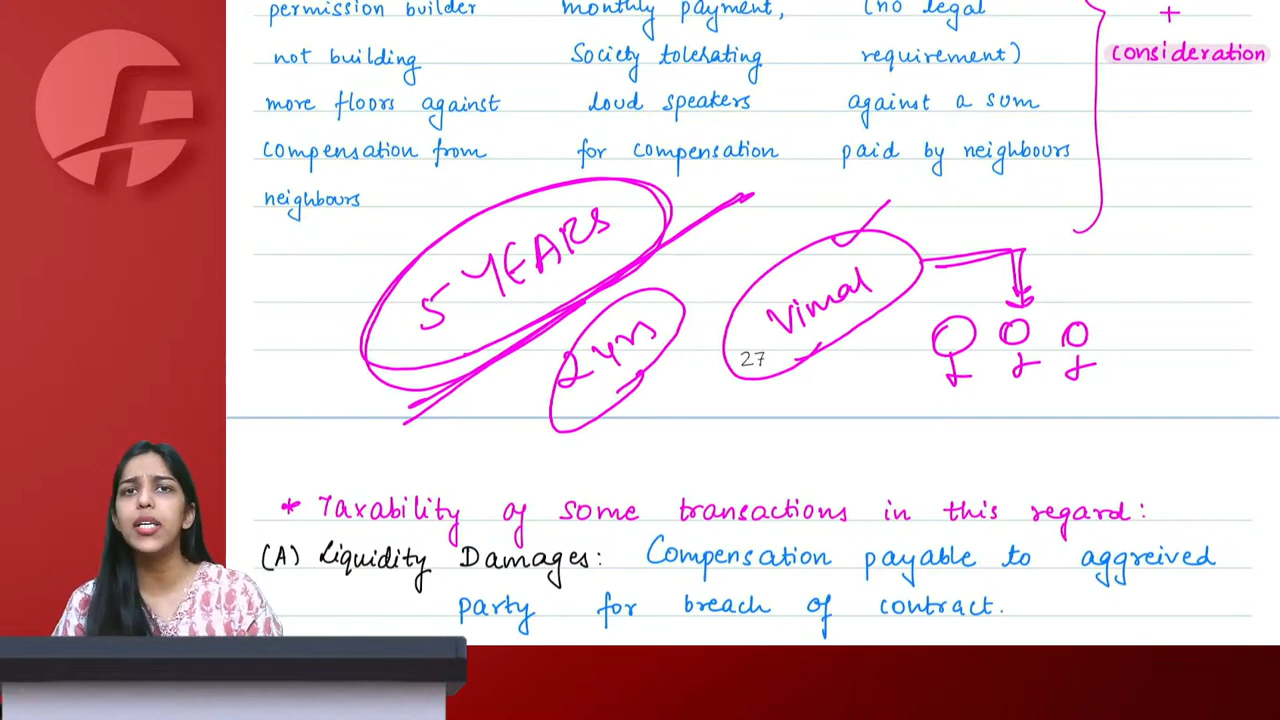 permission builder monthly payment, (no legal +
not building Society tolerating requirement) consideration
more floors against loud speakers against a sum
compensation from for compensation paid by neighbours
neighbours
5 YEARS
2 yrs
Vimal
27
* Taxability of some transactions in this regard:
(A) Liquidity Damages: Compensation payable to aggreived
party for breach of contract.